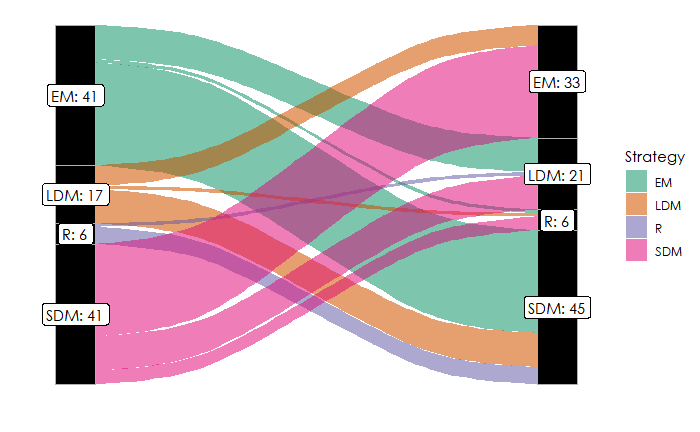 EM: 41
LDM: 17
R: 6
SDM: 41
EM: 33
LDM: 21
R: 6
SDM: 45
Strategy
EM
LDM
R
SDM